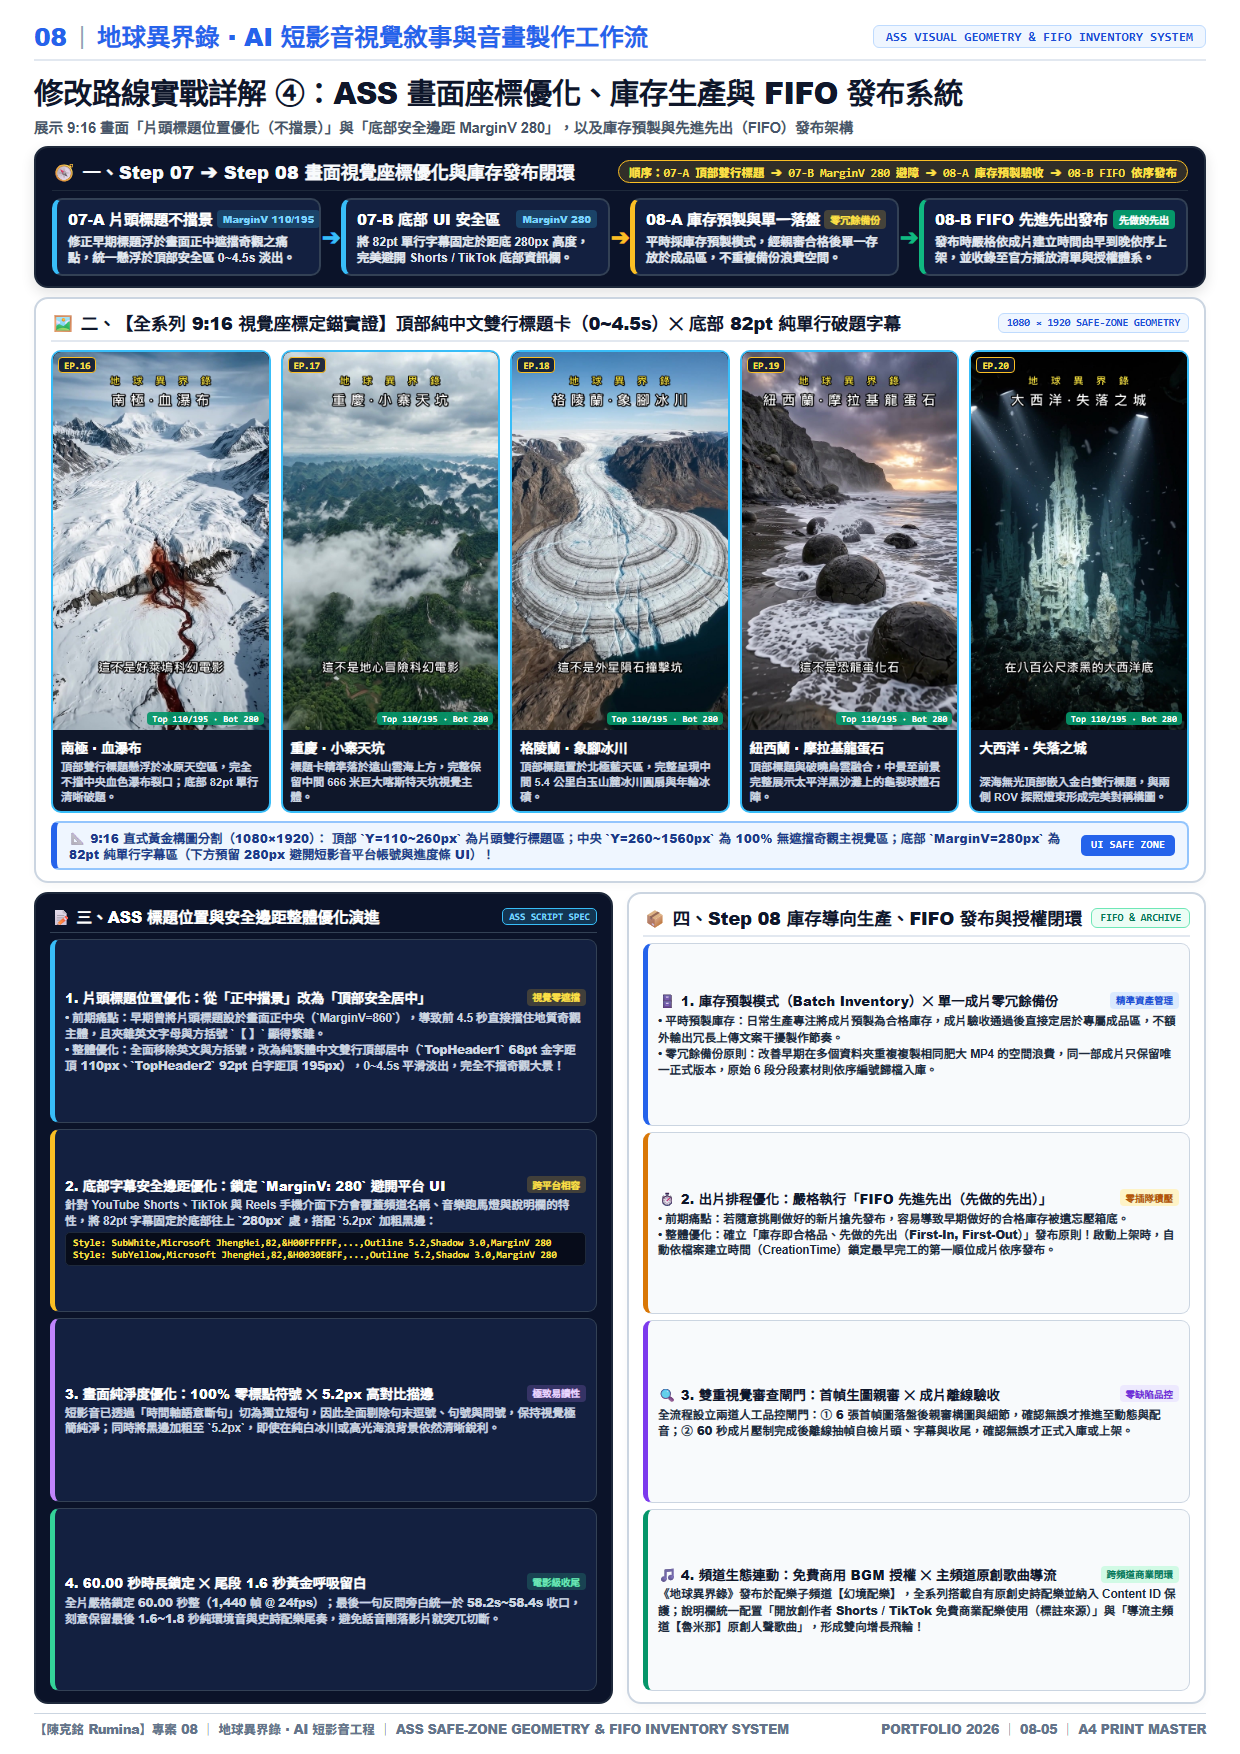 08 | 地球異界錄・AI 短影音視覺敘事與音畫製作工作流
ASS VISUAL GEOMETRY & FIFO INVENTORY SYSTEM
修改路線實戰詳解 ④：ASS 畫面座標優化、庫存生產與 FIFO 發布系統
展示 9:16 畫面「片頭標題位置優化（不擋景）」與「底部安全邊距 MarginV 280」，以及庫存預製與先進先出（FIFO）發布架構
🧭 一、Step 07 ➔ Step 08 畫面視覺座標優化與庫存發布閉環
順序：07-A 頂部雙行標題 ➔ 07-B MarginV 280 避障 ➔ 08-A 庫存預製驗收 ➔ 08-B FIFO 依序發布
07-A 片頭標題不擋景 MarginV 110/195
修正早期標題浮於畫面正中遮擋奇觀之痛
點，統一懸浮於頂部安全區 0~4.5s 淡出。
➔
07-B 底部 UI 安全區 MarginV 280
將 82pt 單行字幕固定於距底 280px 高度，
完美避開 Shorts / TikTok 底部資訊欄。
➔
08-A 庫存預製與單一落盤 零冗餘備份
平時採庫存預製模式，經親審合格後單一存
放於成品區，不重複備份浪費空間。
➔
08-B FIFO 先進先出發布 先做的先出
發布時嚴格依成片建立時間由早到晚依序上
架，並收錄至官方播放清單與授權體系。
🖼️ 二、【全系列 9:16 視覺座標定錨實證】頂部純中文雙行標題卡（0~4.5s）✕ 底部 82pt 純單行破題字幕
1080 × 1920 SAFE-ZONE GEOMETRY
EP.16
地球異界錄
南極·血瀑布
這不是好萊塢科幻電影
Top 110/195 · Bot 280
南極・血瀑布
頂部雙行標題懸浮於冰原天空區，完全
不擋中央血色瀑布裂口；底部 82pt 單行
清晰破題。
EP.17
地球異界錄
重慶·小寨天坑
這不是地心冒險科幻電影
Top 110/195 · Bot 280
重慶・小寨天坑
標題卡精準落於遠山雲海上方，完整保
留中間 666 米巨大喀斯特天坑視覺主
體。
EP.18
地球異界錄
格陵蘭·象腳冰川
這不是外星隕石撞擊坑
Top 110/195 · Bot 280
格陵蘭・象腳冰川
頂部標題置於北極藍天區，完整呈現中
間 5.4 公里白玉山麓冰川圓扇與年輪冰
磧。
EP.19
地球異界錄
紐西蘭·摩拉基龍蛋石
這不是恐龍蛋化石
Top 110/195 · Bot 280
紐西蘭・摩拉基龍蛋石
頂部標題與破曉烏雲融合，中景至前景
完整展示太平洋黑沙灘上的龜裂球體石
陣。
EP.20
地球異界錄
大西洋·失落之城
在八百公尺漆黑的大西洋底
Top 110/195 · Bot 280
大西洋・失落之城
深海無光頂部嵌入金白雙行標題，與兩
側 ROV 探照燈束形成完美對稱構圖。
📐 9:16 直式黃金構圖分割（1080×1920）： 頂部 `Y=110~260px` 為片頭雙行標題區；中央 `Y=260~1560px` 為 100% 無遮擋奇觀主視覺區；底部 `MarginV=280px` 為
82pt 純單行字幕區（下方預留 280px 避開短影音平台帳號與進度條 UI）！
UI SAFE ZONE
📝 三、ASS 標題位置與安全邊距整體優化演進
ASS SCRIPT SPEC
1. 片頭標題位置優化：從「正中擋景」改為「頂部安全居中」 視覺零遮擋
• 前期痛點：早期曾將片頭標題設於畫面正中央（`MarginV=860`），導致前 4.5 秒直接擋住地質奇觀
主體，且夾雜英文字母與方括號 `【 】` 顯得繁雜。
• 整體優化：全面移除英文與方括號，改為純繁體中文雙行頂部居中（`TopHeader1` 68pt 金字距
頂 110px、`TopHeader2` 92pt 白字距頂 195px），0~4.5s 平滑淡出，完全不擋奇觀大景！
2. 底部字幕安全邊距優化：鎖定 `MarginV: 280` 避開平台 UI 跨平台相容
針對 YouTube Shorts、TikTok 與 Reels 手機介面下方會覆蓋頻道名稱、音樂跑馬燈與說明欄的特
性，將 82pt 字幕固定於底部往上 `280px` 處，搭配 `5.2px` 加粗黑邊：
Style: SubWhite,Microsoft JhengHei,82,&H00FFFFFF,...,Outline 5.2,Shadow 3.0,MarginV 280
Style: SubYellow,Microsoft JhengHei,82,&H0030E8FF,...,Outline 5.2,Shadow 3.0,MarginV 280
3. 畫面純淨度優化：100% 零標點符號 ✕ 5.2px 高對比描邊 極致易讀性
短影音已透過「時間軸語意斷句」切為獨立短句，因此全面剔除句末逗號、句號與問號，保持視覺極
簡純淨；同時將黑邊加粗至 `5.2px`，即使在純白冰川或高光海浪背景依然清晰銳利。
4. 60.00 秒時長鎖定 ✕ 尾段 1.6 秒黃金呼吸留白 電影級收尾
全片嚴格鎖定 60.00 秒整（1,440 幀 @ 24fps）；最後一句反問旁白統一於 58.2s~58.4s 收口，
刻意保留最後 1.6~1.8 秒純環境音與史詩配樂尾奏，避免話音剛落影片就突兀切斷。
📦 四、Step 08 庫存導向生產、FIFO 發布與授權閉環
FIFO & ARCHIVE
1. 庫存預製模式（Batch Inventory）✕ 單一成片零冗餘備份 精準資產管理
• 平時預製庫存：日常生產專注將成片預製為合格庫存，成片驗收通過後直接定居於專屬成品區，不額
外輸出冗長上傳文案干擾製作節奏。
• 零冗餘備份原則：改善早期在多個資料夾重複複製相同肥大 MP4 的空間浪費，同一部成片只保留唯
一正式版本，原始 6 段分段素材則依序編號歸檔入庫。
⏱️ 2. 出片排程優化：嚴格執行「FIFO 先進先出（先做的先出）」 零插隊積壓
• 前期痛點：若隨意挑剛做好的新片搶先發布，容易導致早期做好的合格庫存被遺忘壓箱底。
• 整體優化：確立「庫存即合格品、先做的先出（First-In, First-Out）」發布原則！啟動上架時，自
動依檔案建立時間（CreationTime）鎖定最早完工的第一順位成片依序發布。
🔍 3. 雙重視覺審查閘門：首幀生圖親審 ✕ 成片離線驗收 零缺陷品控
全流程設立兩道人工品控閘門：① 6 張首幀圖落盤後親審構圖與細節，確認無誤才推進至動態與配
音；② 60 秒成片壓制完成後離線抽幀自檢片頭、字幕與收尾，確認無誤才正式入庫或上架。
🎵 4. 頻道生態連動：免費商用 BGM 授權 ✕ 主頻道原創歌曲導流 跨頻道商業閉環
《地球異界錄》發布於配樂子頻道【幻境配樂】，全系列搭載自有原創史詩配樂並納入 Content ID 保
護；說明欄統一配置「開放創作者 Shorts / TikTok 免費商業配樂使用（標註來源）」與「導流主頻
道【魯米那】原創人聲歌曲」，形成雙向增長飛輪！
【陳克銘 Rumina】專案 08 | 地球異界錄・AI 短影音工程 | ASS SAFE-ZONE GEOMETRY & FIFO INVENTORY SYSTEM
PORTFOLIO 2026 | 08-05 | A4 PRINT MASTER